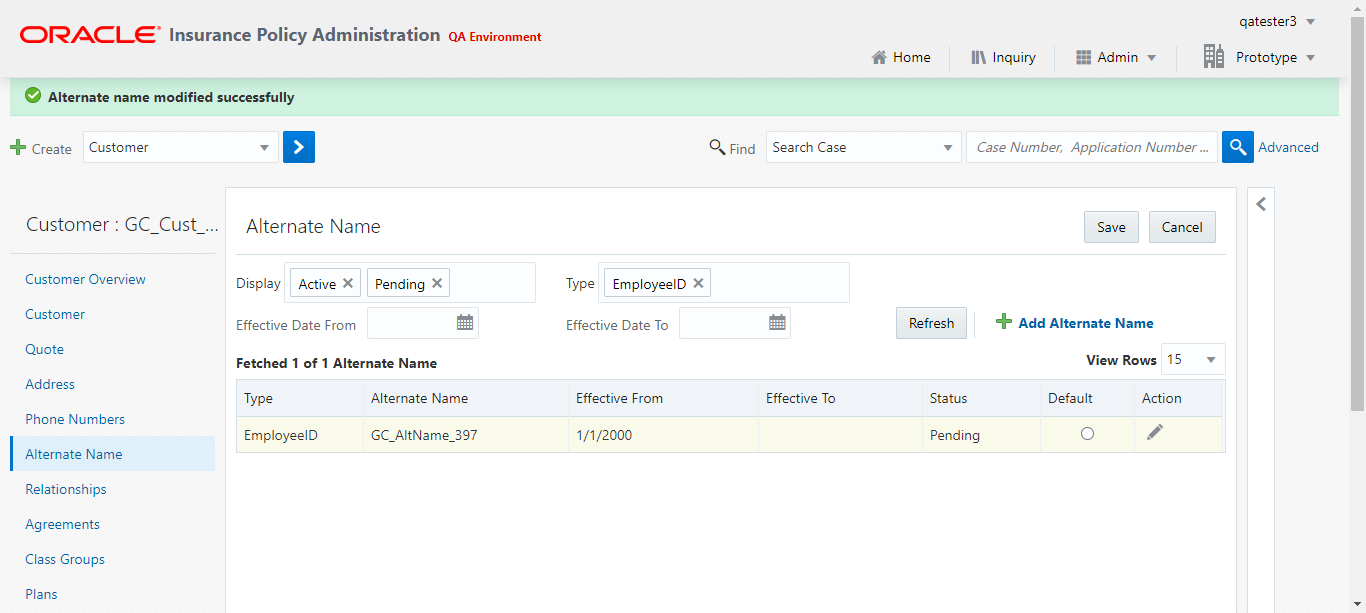 ORACLE Insurance Policy Administration QA Environment
qatester3
Home Inquiry Admin Prototype
Alternate name modified successfully
Create Customer Find Search Case Case Number, Application Number ... Advanced
Customer : GC_Cust_...
Customer Overview
Customer
Quote
Address
Phone Numbers
Alternate Name
Relationships
Agreements
Class Groups
Plans
Alternate Name Save Cancel
Display Active Pending Type EmployeeID
Effective Date From Effective Date To Refresh Add Alternate Name
Fetched 1 of 1 Alternate Name View Rows 15
Type Alternate Name Effective From Effective To Status Default Action
EmployeeID GC_AltName_397 1/1/2000 Pending